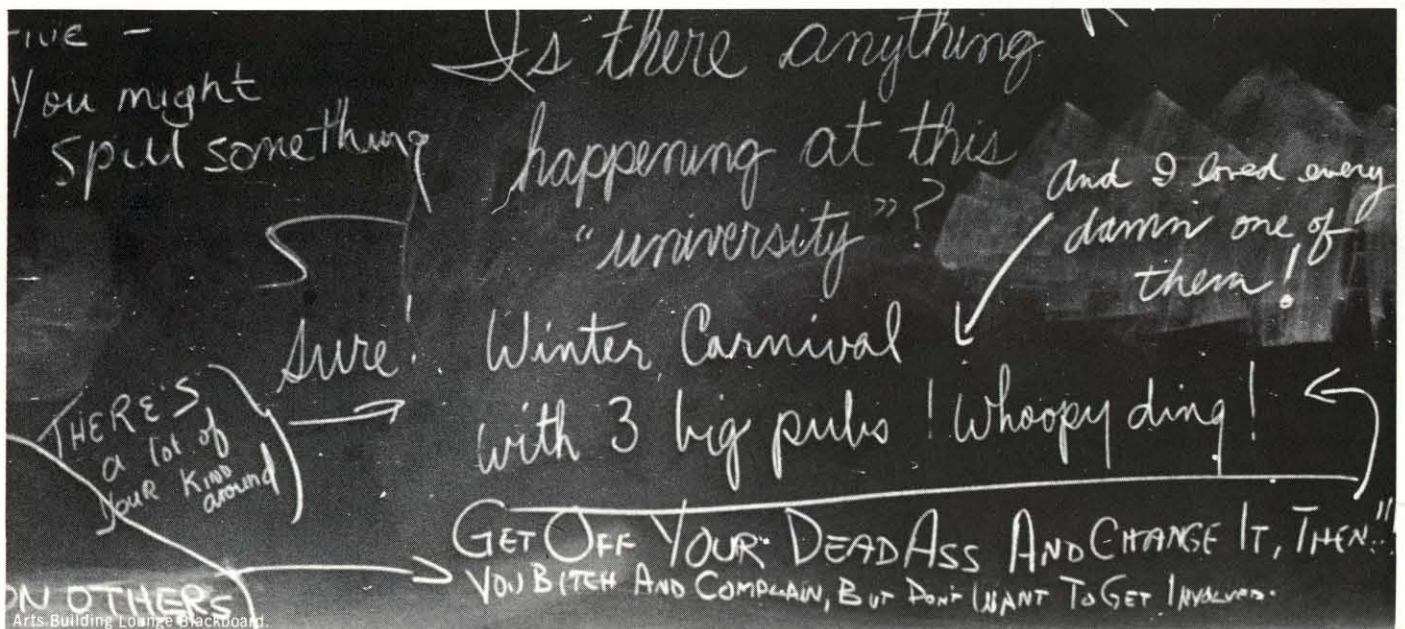 You might
Spill something
Is there anything
happening at this
"university"?
and I loved every
damn one of
them!
Sure! Winter Carnival
with 3 big pubs! Whoopy ding!
THERE'S
a lot of
YOUR KIND
around
GET OFF YOUR DEAD ASS AND CHANGE IT, THEN!!
YOU BITCH AND COMPLAIN, BUT DON'T WANT TO GET INVOLVED.
ON OTHERS
Arts Building Lounge Blackboard.